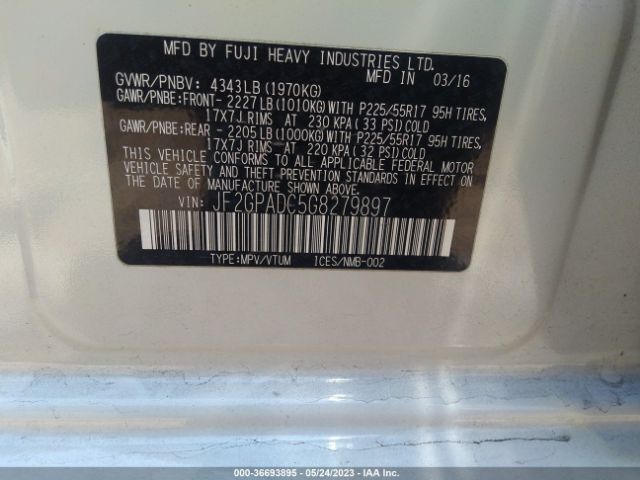 MFD BY FUJI HEAVY INDUSTRIES LTD.
MFD IN 03/16
GVWR/PNBV: 4343LB(1970KG)
GAWR/PNBE:FRONT- 2227LB(1010KG)WITH P225/55R17 95H TIRES,
17X7J RIMS AT 230 KPA(33 PSI)COLD
GAWR/PNBE:REAR - 2205LB(1000KG)WITH P225/55R17 95H TIRES,
17X7J RIMS AT 220 KPA(32 PSI)COLD
THIS VEHICLE CONFORMS TO ALL APPLICABLE FEDERAL MOTOR
VEHICLE SAFETY AND THEFT PREVENTION STANDARDS IN EFFECT
ON THE DATE OF MANUFACTURE SHOWN ABOVE.
VIN: JF2GPADC5G8279897
TYPE:MPV/VTUM ICES/NMB-002
000-36693895 - 05/24/2023 - IAA Inc.